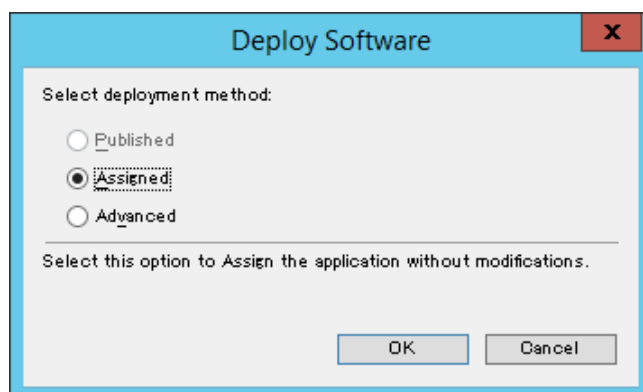 Deploy Software
x
Select deployment method:
Published
Assigned
Advanced
Select this option to Assign the application without modifications.
OK Cancel